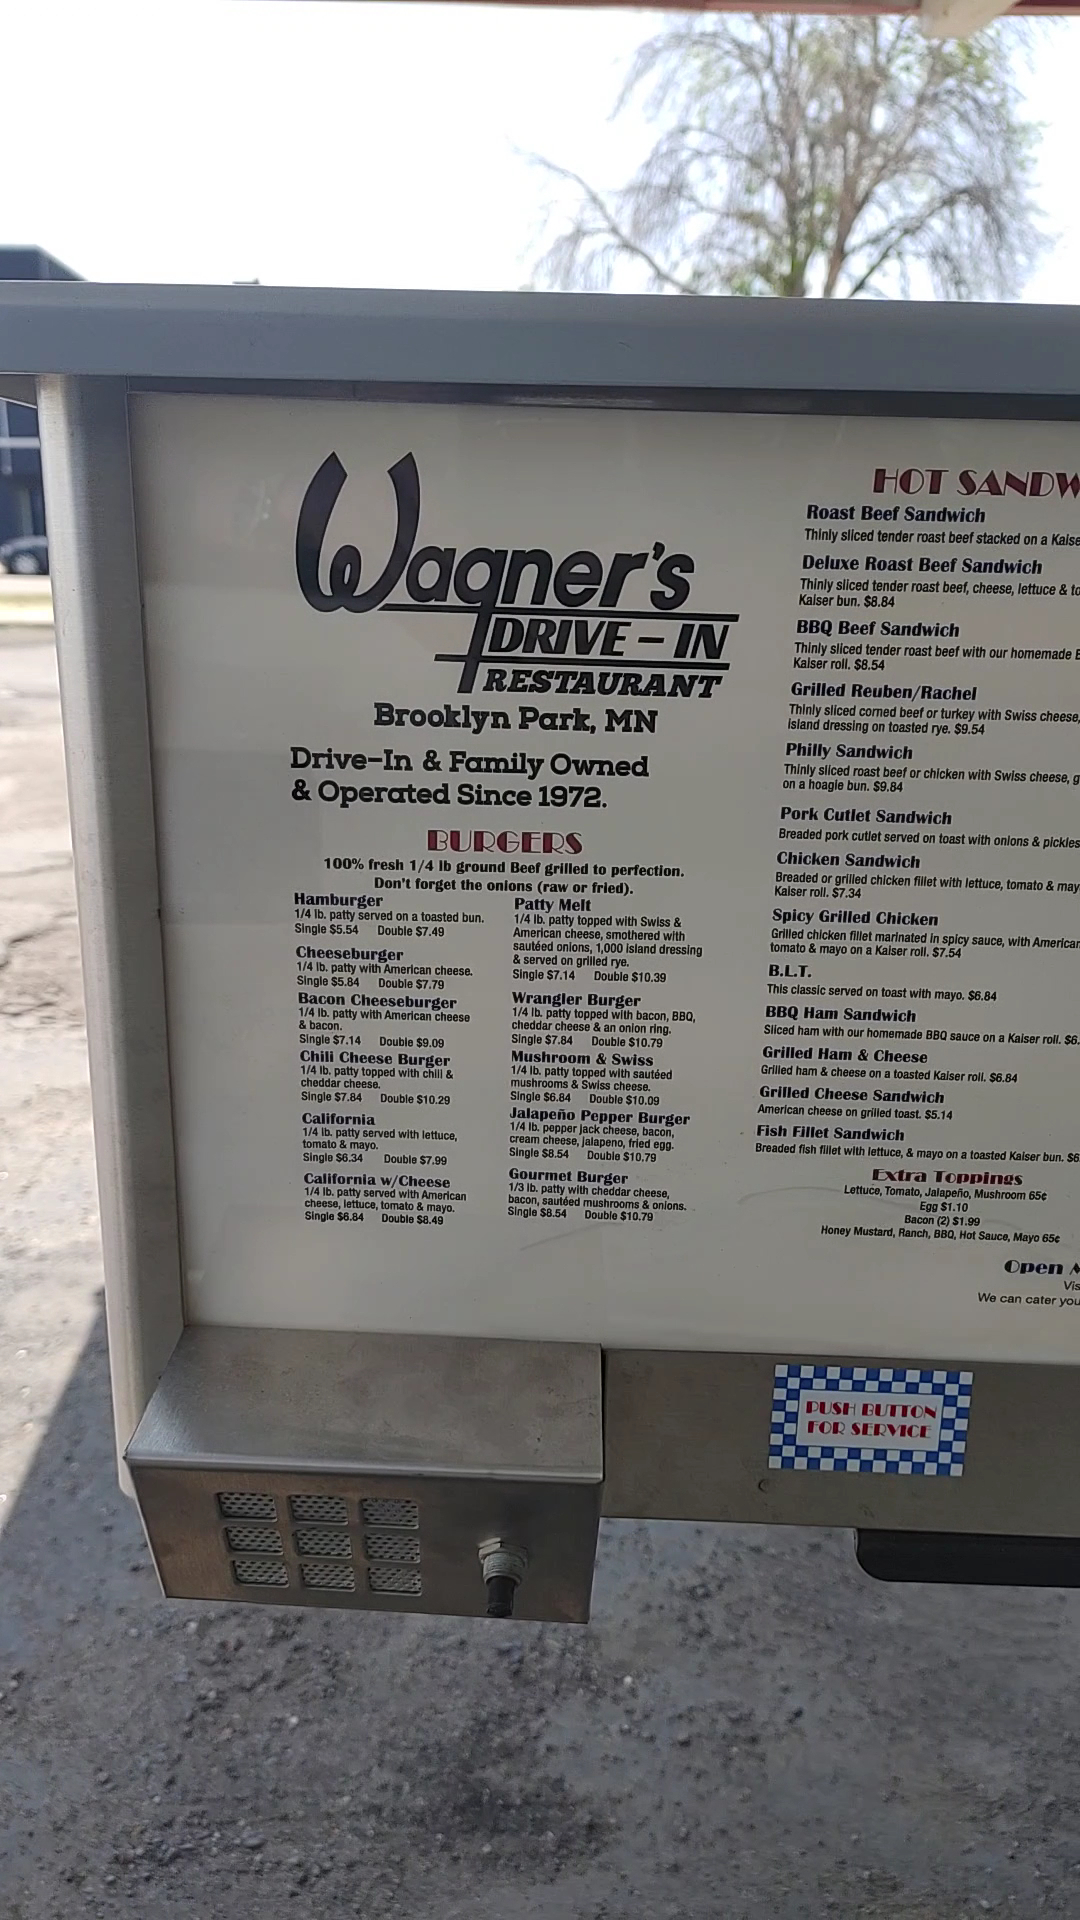 Wagner's
DRIVE-IN
RESTAURANT
Brooklyn Park, MN
Drive-In & Family Owned
& Operated Since 1972.
BURGERS
100% fresh 1/4 lb ground Beef grilled to perfection.
Don't forget the onions (raw or fried).
Hamburger
1/4 lb. patty served on a toasted bun.
Single $5.54 Double $7.49
Cheeseburger
1/4 lb. patty with American cheese.
Single $5.84 Double $7.79
Bacon Cheeseburger
1/4 lb. patty with American cheese
& bacon.
Single $7.14 Double $9.09
Chili Cheese Burger
1/4 lb. patty topped with chili &
cheddar cheese.
Single $7.84 Double $10.29
California
1/4 lb. patty served with lettuce,
tomato & mayo.
Single $6.34 Double $7.99
California w/Cheese
1/4 lb. patty served with American
cheese, lettuce, tomato & mayo.
Single $6.84 Double $8.49
Patty Melt
1/4 lb. patty topped with Swiss &
American cheese, smothered with
sautéed onions, 1,000 island dressing
& served on grilled rye.
Single $7.14 Double $10.39
Wrangler Burger
1/4 lb. patty topped with bacon, BBQ,
cheddar cheese & an onion ring.
Single $7.84 Double $10.79
Mushroom & Swiss
1/4 lb. patty topped with sautéed
mushrooms & Swiss cheese.
Single $6.84 Double $10.09
Jalapeño Pepper Burger
1/4 lb. pepper jack cheese, bacon,
cream cheese, jalapeno, fried egg.
Single $8.54 Double $10.79
Gourmet Burger
1/3 lb. patty with cheddar cheese,
bacon, sautéed mushrooms & onions.
Single $8.54 Double $10.79
HOT SANDW
Roast Beef Sandwich
Thinly sliced tender roast beef stacked on a Kaise
Deluxe Roast Beef Sandwich
Thinly sliced tender roast beef, cheese, lettuce & to
Kaiser bun. $8.84
BBQ Beef Sandwich
Thinly sliced tender roast beef with our homemade B
Kaiser roll. $8.54
Grilled Reuben/Rachel
Thinly sliced corned beef or turkey with Swiss cheese,
island dressing on toasted rye. $9.54
Philly Sandwich
Thinly sliced roast beef or chicken with Swiss cheese, g
on a hoagie bun. $9.84
Pork Cutlet Sandwich
Breaded pork cutlet served on toast with onions & pickles
Chicken Sandwich
Breaded or grilled chicken fillet with lettuce, tomato & may
Kaiser roll. $7.34
Spicy Grilled Chicken
Grilled chicken fillet marinated in spicy sauce, with American
tomato & mayo on a Kaiser roll. $7.54
B.L.T.
This classic served on toast with mayo. $6.84
BBQ Ham Sandwich
Sliced ham with our homemade BBQ sauce on a Kaiser roll. $6.
Grilled Ham & Cheese
Grilled ham & cheese on a toasted Kaiser roll. $6.84
Grilled Cheese Sandwich
American cheese on grilled toast. $5.14
Fish Fillet Sandwich
Breaded fish fillet with lettuce, & mayo on a toasted Kaiser bun. $6
Extra Toppings
Lettuce, Tomato, Jalapeño, Mushroom 65¢
Egg $1.10
Bacon (2) $1.99
Honey Mustard, Ranch, BBQ, Hot Sauce, Mayo 65¢
Open
Vis
We can cater you
PUSH BUTTON
FOR SERVICE